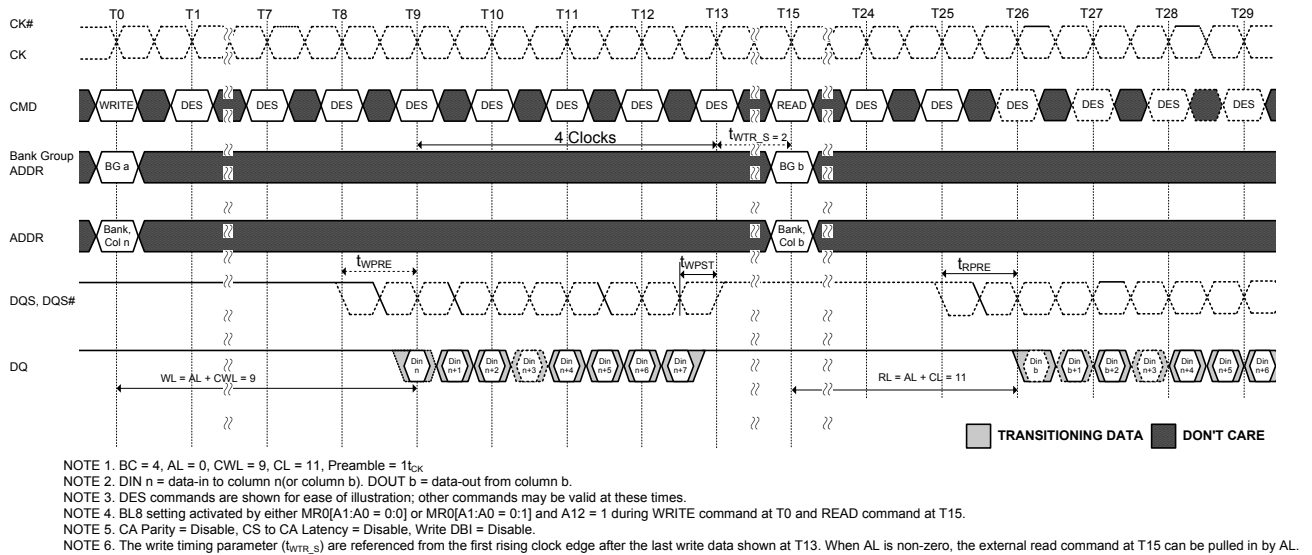 T0 T1 T7 T8 T9 T10 T11 T12 T13 T15 T24 T25 T26 T27 T28 T29
CK#
CK
CMD WRITE DES DES DES DES DES DES DES DES READ DES DES DES DES DES DES
4 Clocks tWTR_S = 2
Bank Group
ADDR
BG a BG b
ADDR
Bank, Bank,
Col n Col b
tWPRE tWPST tRPRE
DQS, DQS#
DQ
Din Din Din Din Din Din Din Din Din Din Din Din Din Din Din
n n+1 n+2 n+3 n+4 n+5 n+6 n+7 b b+1 b+2 n+3 n+4 n+5 n+6
WL = AL + CWL = 9 RL = AL + CL = 11
TRANSITIONING DATA DON'T CARE
NOTE 1. BC = 4, AL = 0, CWL = 9, CL = 11, Preamble = 1tCK
NOTE 2. DIN n = data-in to column n(or column b). DOUT b = data-out from column b.
NOTE 3. DES commands are shown for ease of illustration; other commands may be valid at these times.
NOTE 4. BL8 setting activated by either MR0[A1:A0 = 0:0] or MR0[A1:A0 = 0:1] and A12 = 1 during WRITE command at T0 and READ command at T15.
NOTE 5. CA Parity = Disable, CS to CA Latency = Disable, Write DBI = Disable.
NOTE 6. The write timing parameter (tWTR_S) are referenced from the first rising clock edge after the last write data shown at T13. When AL is non-zero, the external read command at T15 can be pulled in by AL.